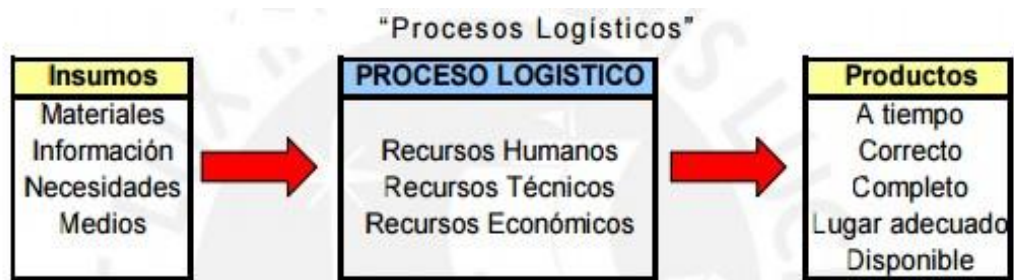 “Procesos Logísticos”
Insumos
Materiales
Información
Necesidades
Medios
PROCESO LOGISTICO
Recursos Humanos
Recursos Técnicos
Recursos Económicos
Productos
A tiempo
Correcto
Completo
Lugar adecuado
Disponible